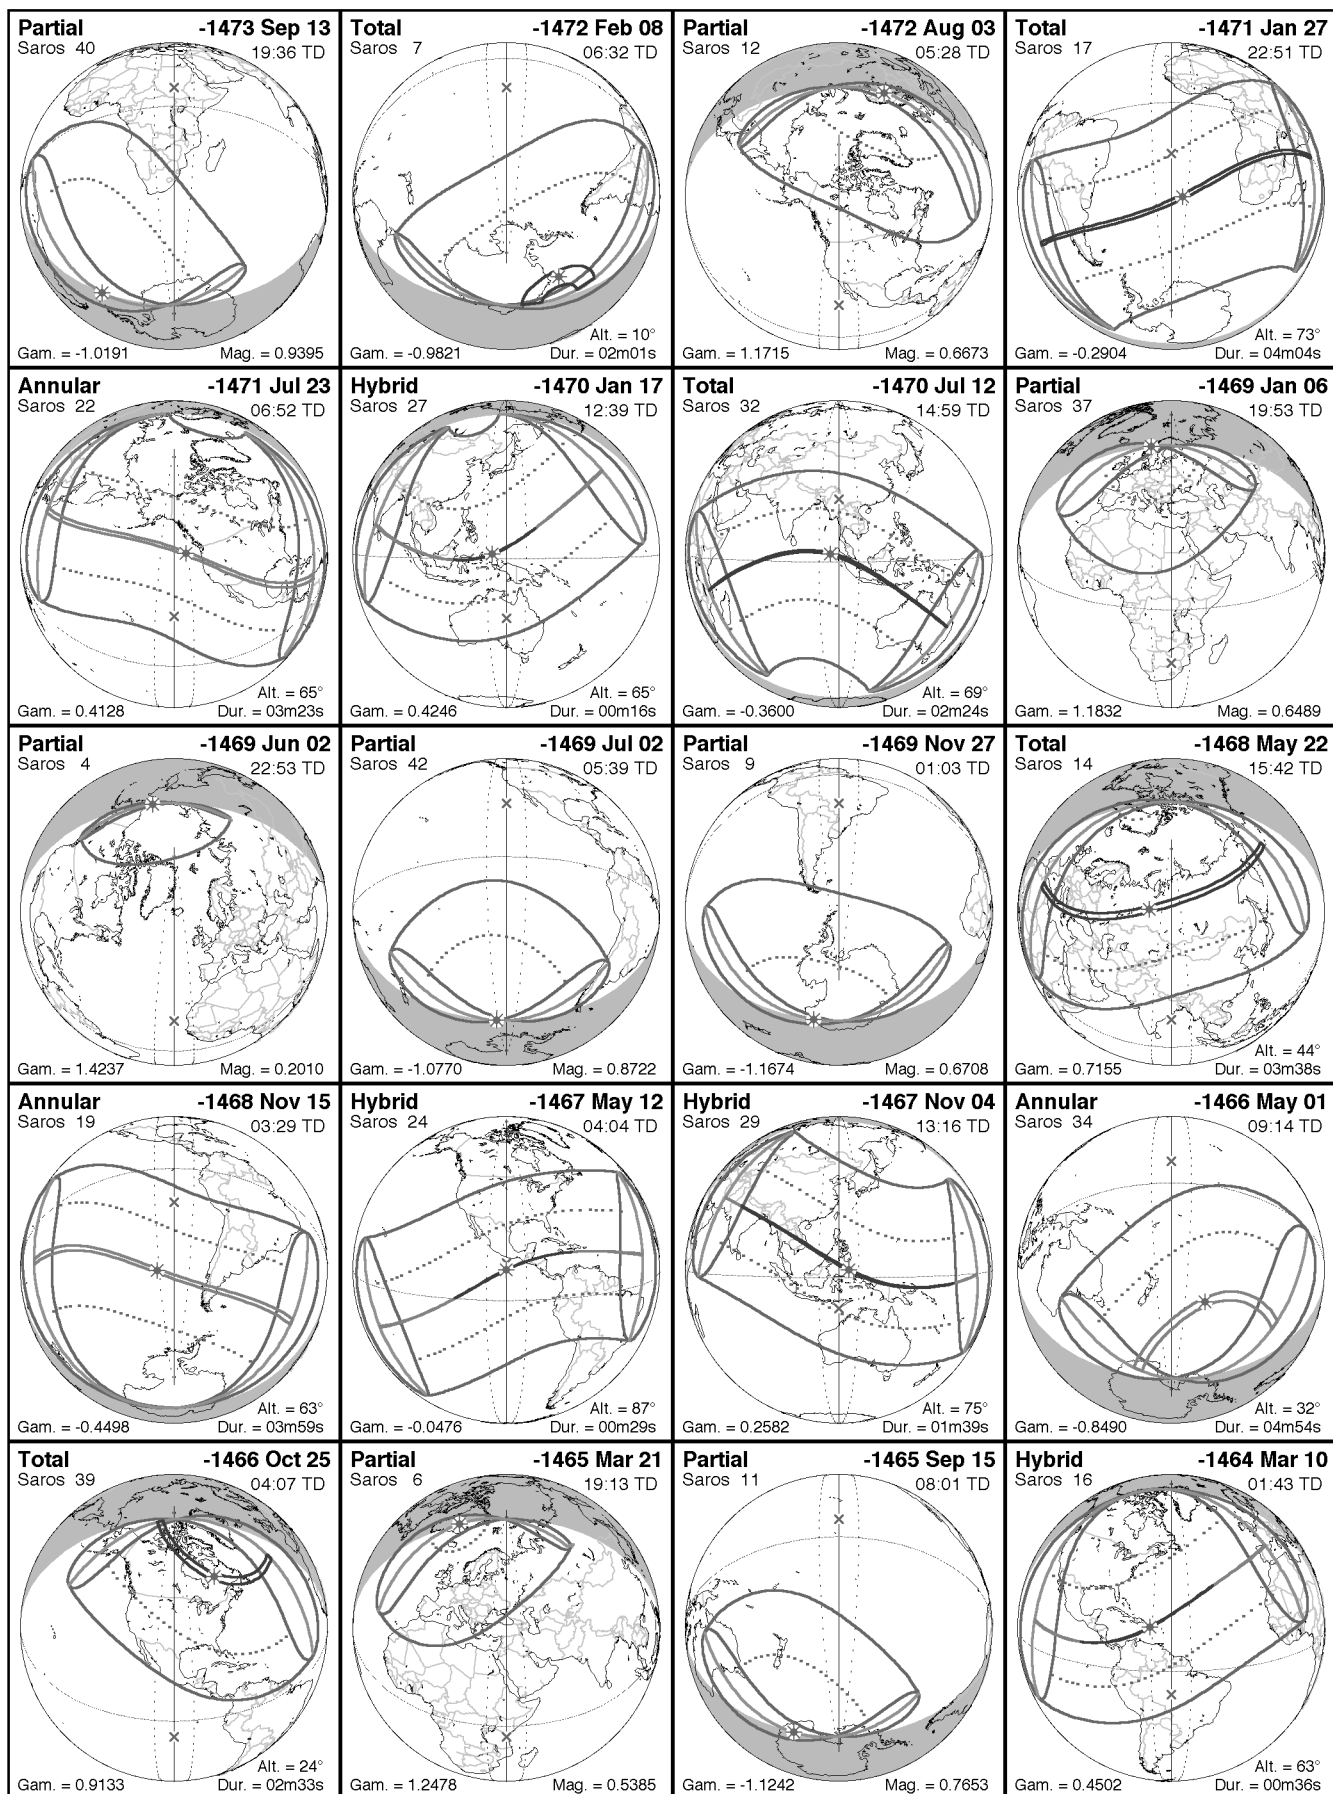 Partial -1473 Sep 13
Saros 40 19:36 TD
Gam. = -1.0191 Mag. = 0.9395
Total -1472 Feb 08
Saros 7 06:32 TD
Alt. = 10°
Gam. = -0.9821 Dur. = 02m01s
Partial -1472 Aug 03
Saros 12 05:28 TD
Gam. = 1.1715 Mag. = 0.6673
Total -1471 Jan 27
Saros 17 22:51 TD
Alt. = 73°
Gam. = -0.2904 Dur. = 04m04s
Annular -1471 Jul 23
Saros 22 06:52 TD
Alt. = 65°
Gam. = 0.4128 Dur. = 03m23s
Hybrid -1470 Jan 17
Saros 27 12:39 TD
Alt. = 65°
Gam. = 0.4246 Dur. = 00m16s
Total -1470 Jul 12
Saros 32 14:59 TD
Alt. = 69°
Gam. = -0.3600 Dur. = 02m24s
Partial -1469 Jan 06
Saros 37 19:53 TD
Gam. = 1.1832 Mag. = 0.6489
Partial -1469 Jun 02
Saros 4 22:53 TD
Gam. = 1.4237 Mag. = 0.2010
Partial -1469 Jul 02
Saros 42 05:39 TD
Gam. = -1.0770 Mag. = 0.8722
Partial -1469 Nov 27
Saros 9 01:03 TD
Gam. = -1.1674 Mag. = 0.6708
Total -1468 May 22
Saros 14 15:42 TD
Alt. = 44°
Gam. = 0.7155 Dur. = 03m38s
Annular -1468 Nov 15
Saros 19 03:29 TD
Alt. = 63°
Gam. = -0.4498 Dur. = 03m59s
Hybrid -1467 May 12
Saros 24 04:04 TD
Alt. = 87°
Gam. = -0.0476 Dur. = 00m29s
Hybrid -1467 Nov 04
Saros 29 13:16 TD
Alt. = 75°
Gam. = 0.2582 Dur. = 01m39s
Annular -1466 May 01
Saros 34 09:14 TD
Alt. = 32°
Gam. = -0.8490 Dur. = 04m54s
Total -1466 Oct 25
Saros 39 04:07 TD
Alt. = 24°
Gam. = 0.9133 Dur. = 02m33s
Partial -1465 Mar 21
Saros 6 19:13 TD
Gam. = 1.2478 Mag. = 0.5385
Partial -1465 Sep 15
Saros 11 08:01 TD
Gam. = -1.1242 Mag. = 0.7653
Hybrid -1464 Mar 10
Saros 16 01:43 TD
Alt. = 63°
Gam. = 0.4502 Dur. = 00m36s